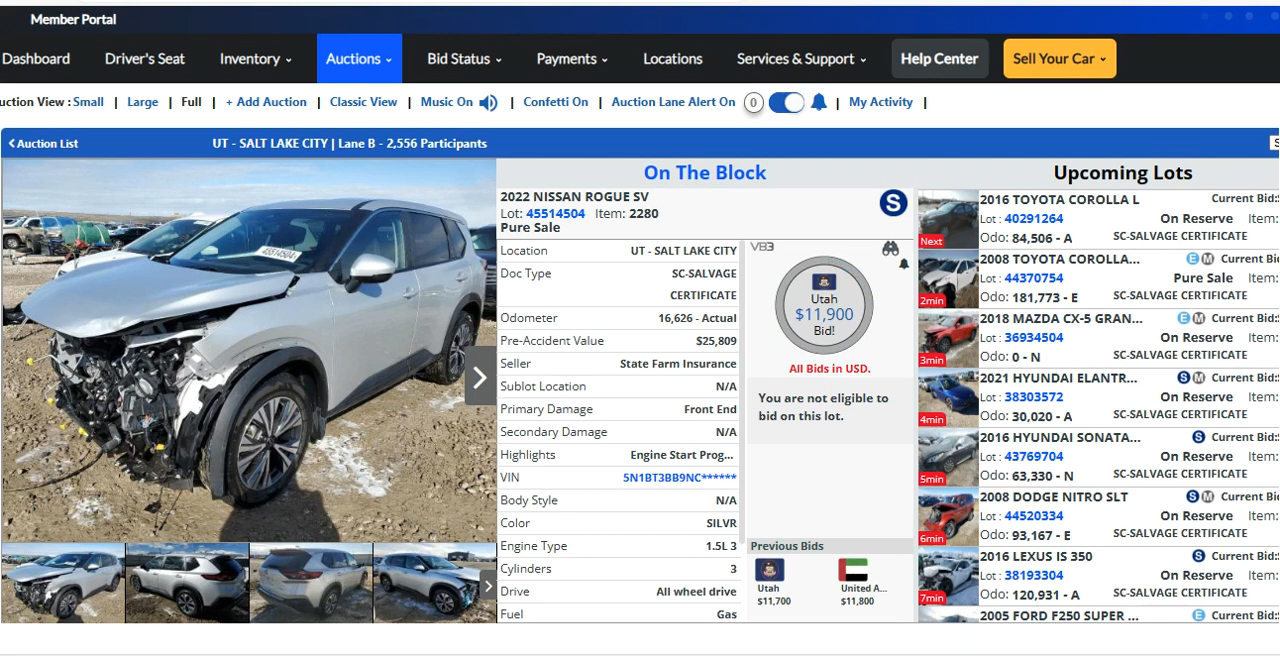 Member Portal
Dashboard Driver's Seat Inventory Auctions Bid Status Payments Locations Services & Support Help Center Sell Your Car
uction View : Small | Large | Full | + Add Auction | Classic View | Music On | Confetti On | Auction Lane Alert On 0 | My Activity |
Auction List UT - SALT LAKE CITY | Lane B - 2,556 Participants S
45514504
On The Block
2022 NISSAN ROGUE SV
Lot: 45514504 Item: 2280
Pure Sale
S
Location UT - SALT LAKE CITY
Doc Type SC-SALVAGE
CERTIFICATE
Odometer 16,626 - Actual
Pre-Accident Value $25,809
Seller State Farm Insurance
Sublot Location N/A
Primary Damage Front End
Secondary Damage N/A
Highlights Engine Start Prog...
VIN 5N1BT3BB9NC******
Body Style N/A
Color SILVR
Engine Type 1.5L 3
Cylinders 3
Drive All wheel drive
Fuel Gas
VB3
Utah
$11,900
Bid!
All Bids in USD.
You are not eligible to
bid on this lot.
Previous Bids
Utah United A...
$11,700 $11,800
Upcoming Lots
2016 TOYOTA COROLLA L Current Bid:$
Lot : 40291264 On Reserve Item:
Next Odo: 84,506 - A SC-SALVAGE CERTIFICATE
2008 TOYOTA COROLLA... E M Current Bi
Lot : 44370754 Pure Sale Item:
2min Odo: 181,773 - E SC-SALVAGE CERTIFICATE
2018 MAZDA CX-5 GRAN... E M Current Bid:
Lot : 36934504 On Reserve Item:
3min Odo: 0 - N SC-SALVAGE CERTIFICATE
2021 HYUNDAI ELANTR... S M Current Bid:
Lot : 38303572 On Reserve Item:
4min Odo: 30,020 - A SC-SALVAGE CERTIFICATE
2016 HYUNDAI SONATA... S Current Bid:
Lot : 43769704 On Reserve Item:
5min Odo: 63,330 - N SC-SALVAGE CERTIFICATE
2008 DODGE NITRO SLT S M Current Bi
Lot : 44520334 On Reserve Item:
6min Odo: 93,167 - E SC-SALVAGE CERTIFICATE
2016 LEXUS IS 350 S Current Bid:
Lot : 38193304 On Reserve Item:
7min Odo: 120,931 - A SC-SALVAGE CERTIFICATE
2005 FORD F250 SUPER ... E Current Bid: